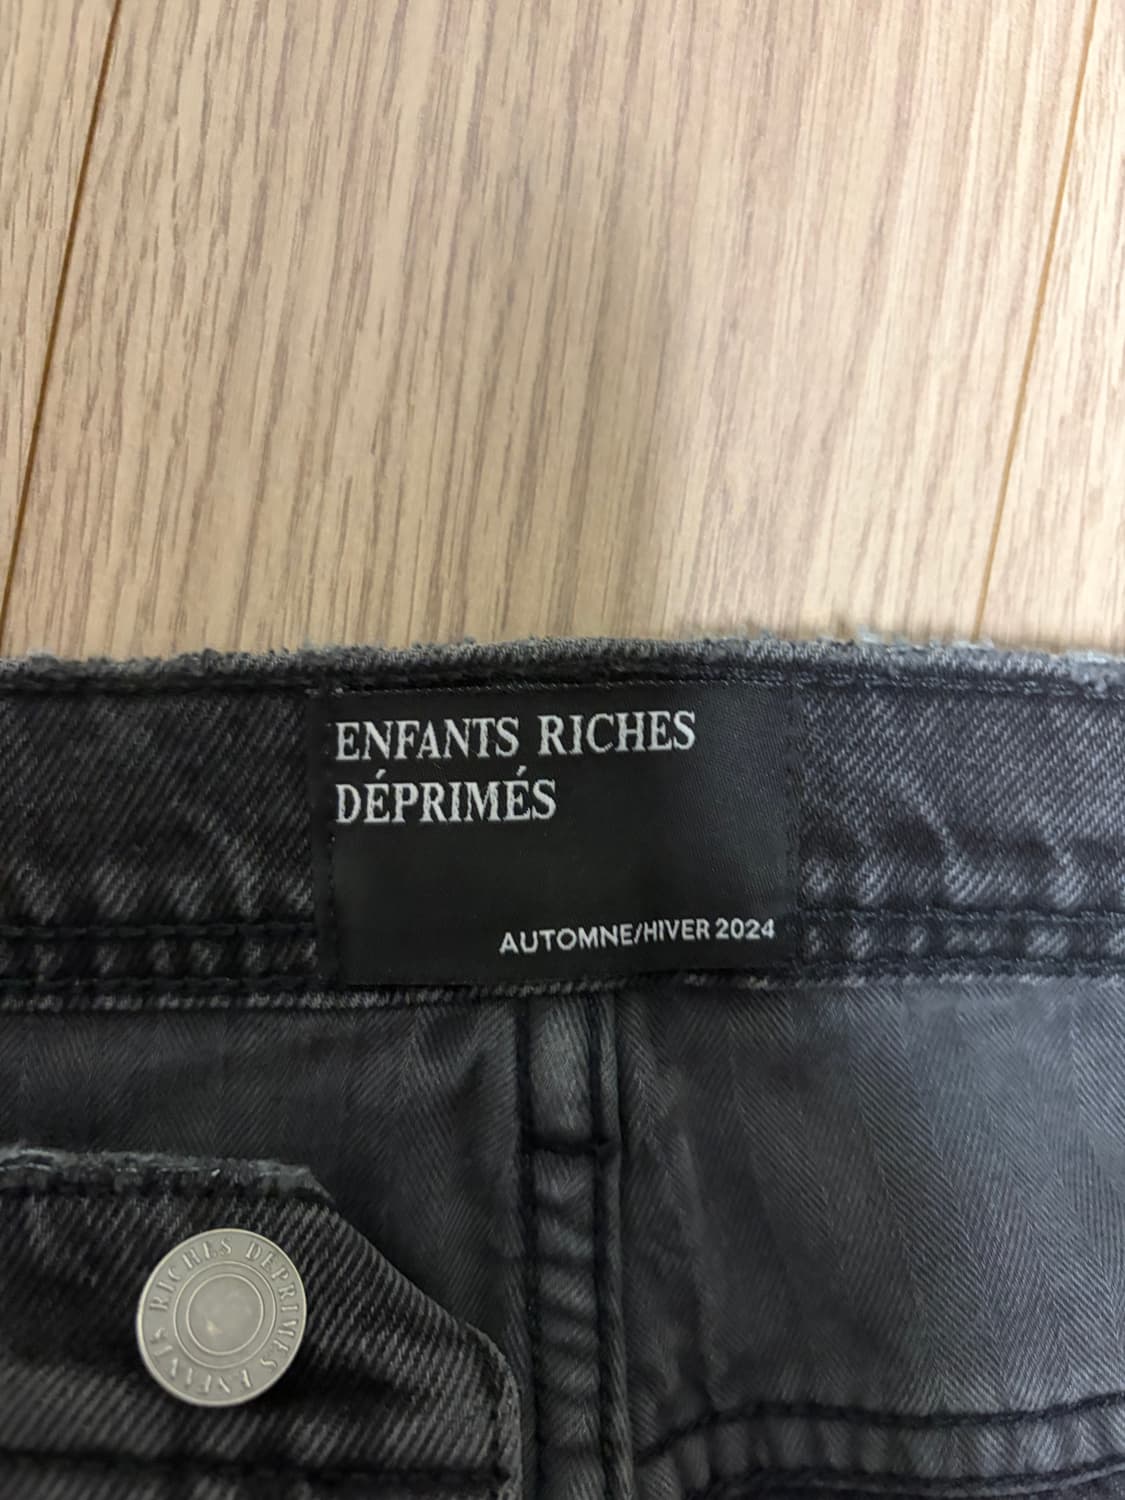 ENFANTS RICHES
DÉPRIMÉS
AUTOMNE/HIVER 2024
ENFANTS RICHES DEPRIMES